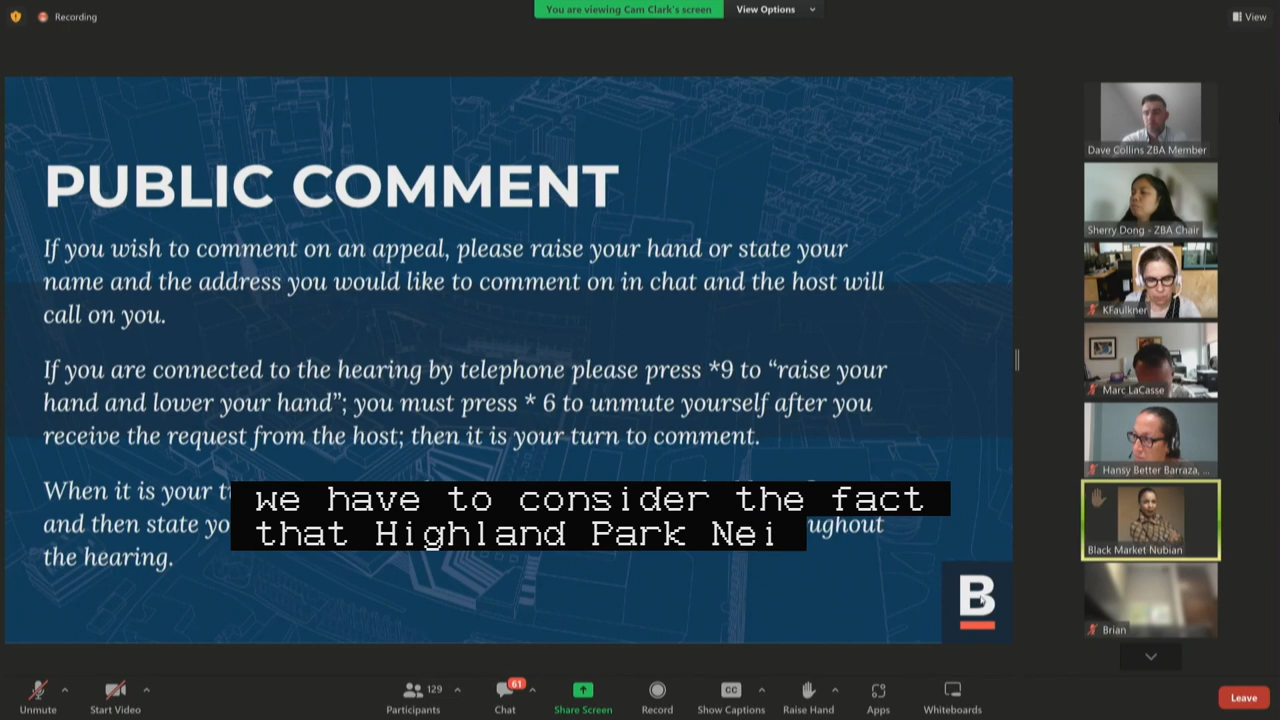 Recording
You are viewing Cam Clark's screen
View Options
View
PUBLIC COMMENT
If you wish to comment on an appeal, please raise your hand or state your
name and the address you would like to comment on in chat and the host will
call on you.
If you are connected to the hearing by telephone please press *9 to “raise your
hand and lower your hand”; you must press * 6 to unmute yourself after you
receive the request from the host; then it is your turn to comment.
When it is your
and then state
the hearing.
we have to consider the fact
that Highland Park Nei
B
Dave Collins ZBA Member
Sherry Dong - ZBA Chair
KFaulkner
Marc LaCasse
Hansy Better Barraza, ...
Black Market Nubian
Brian
Unmute
Start Video
129
Participants
61
Chat
Share Screen
Record
CC
Show Captions
Raise Hand
Apps
Whiteboards
Leave